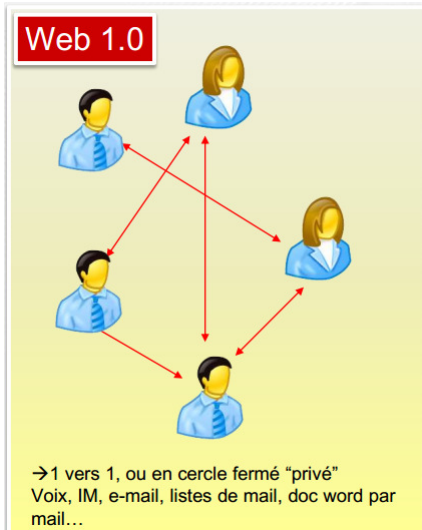 Web 1.0
→1 vers 1, ou en cercle fermé “privé”
Voix, IM, e-mail, listes de mail, doc word par
mail…